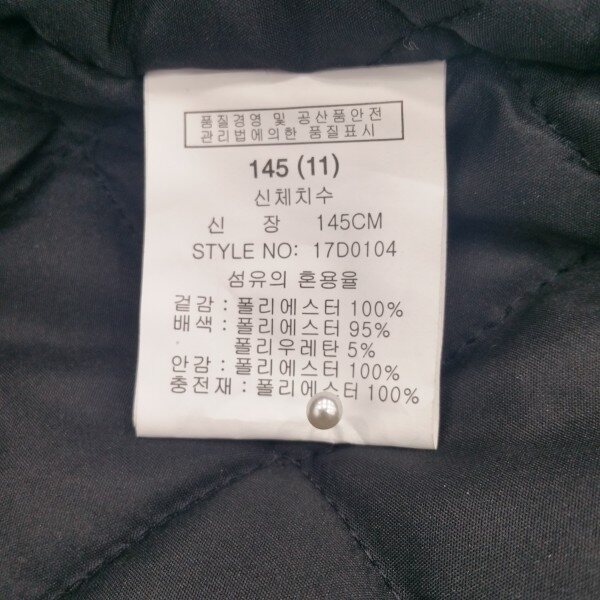 품질경영 및 공산품안전
관리법에의한 품질표시
145 (11)
신체치수
신 장 145CM
STYLE NO: 17D0104
섬유의 혼용율
겉감 : 폴리에스터 100%
배색 : 폴리에스터 95%
폴리우레탄 5%
안감 : 폴리에스터 100%
충전재 : 폴리에스터 100%